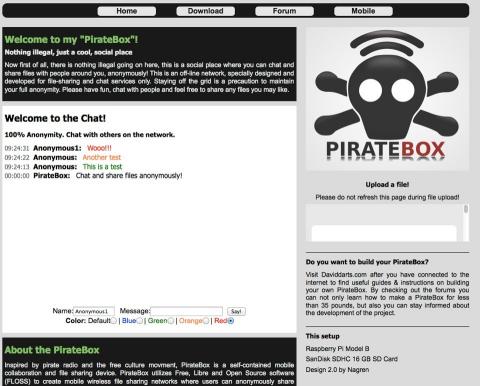 Home Download Forum Mobile
Welcome to my "PirateBox"!
Nothing illegal, just a cool, social place
Now first of all, there is nothing illegal going on here, this is a social place where you can chat and
share files with people around you, anonymously! This is an off-line network, specially designed and
developed for file-sharing and chat services only. Staying off the grid is a precaution to maintain
your full anonymity. Please have fun, chat with people and feel free to share any files you may like.
Welcome to the Chat!
100% Anonymity. Chat with others on the network.
09:24:31 Anonymous1: Wooo!!!
09:24:22 Anonymous: Another test
09:24:13 Anonymous: This is a test
00:00:00 PirateBox: Chat and share files anonymously!
Name: Anonymous1 Message: Say!
Color: Default | Blue | Green | Orange | Red
About the PirateBox
Inspired by pirate radio and the free culture movment, PirateBox is a self-contained mobile
collaboration and file sharing device. PirateBox utilizes Free, Libre and Open Source software
(FLOSS) to create mobile wireless file sharing networks where users can anonymously share
PIRATEBOX
Upload a file!
Please do not refresh this page during file upload!
Do you want to build your PirateBox?
Visit Daviddarts.com after you have connected to the
internet to find useful guides & instructions on building
your own PirateBox. By checking out the forums you
can not only learn how to make a PirateBox for less
than 35 pounds, but also you can stay informed about
the development of the project.
This setup
Raspberry Pi Model B
SanDisk SDHC 16 GB SD Card
Design 2.0 by Nagren